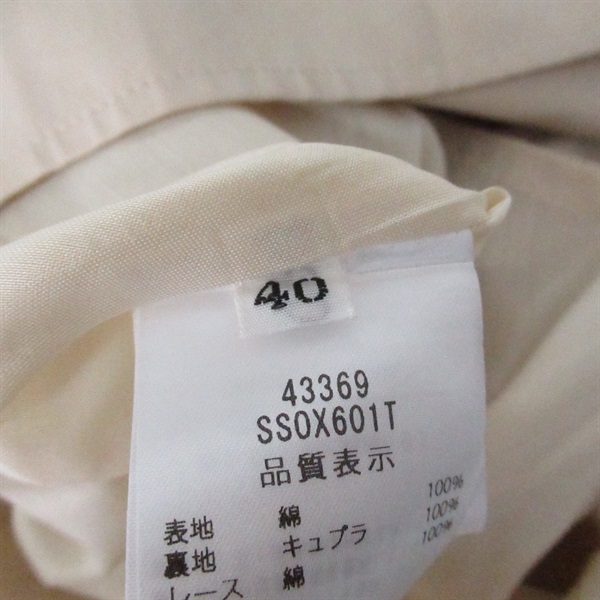 40
43369
SSOX601T
品質表示
表地 綿 100%
裏地 キュプラ 100%
レース 綿 100%